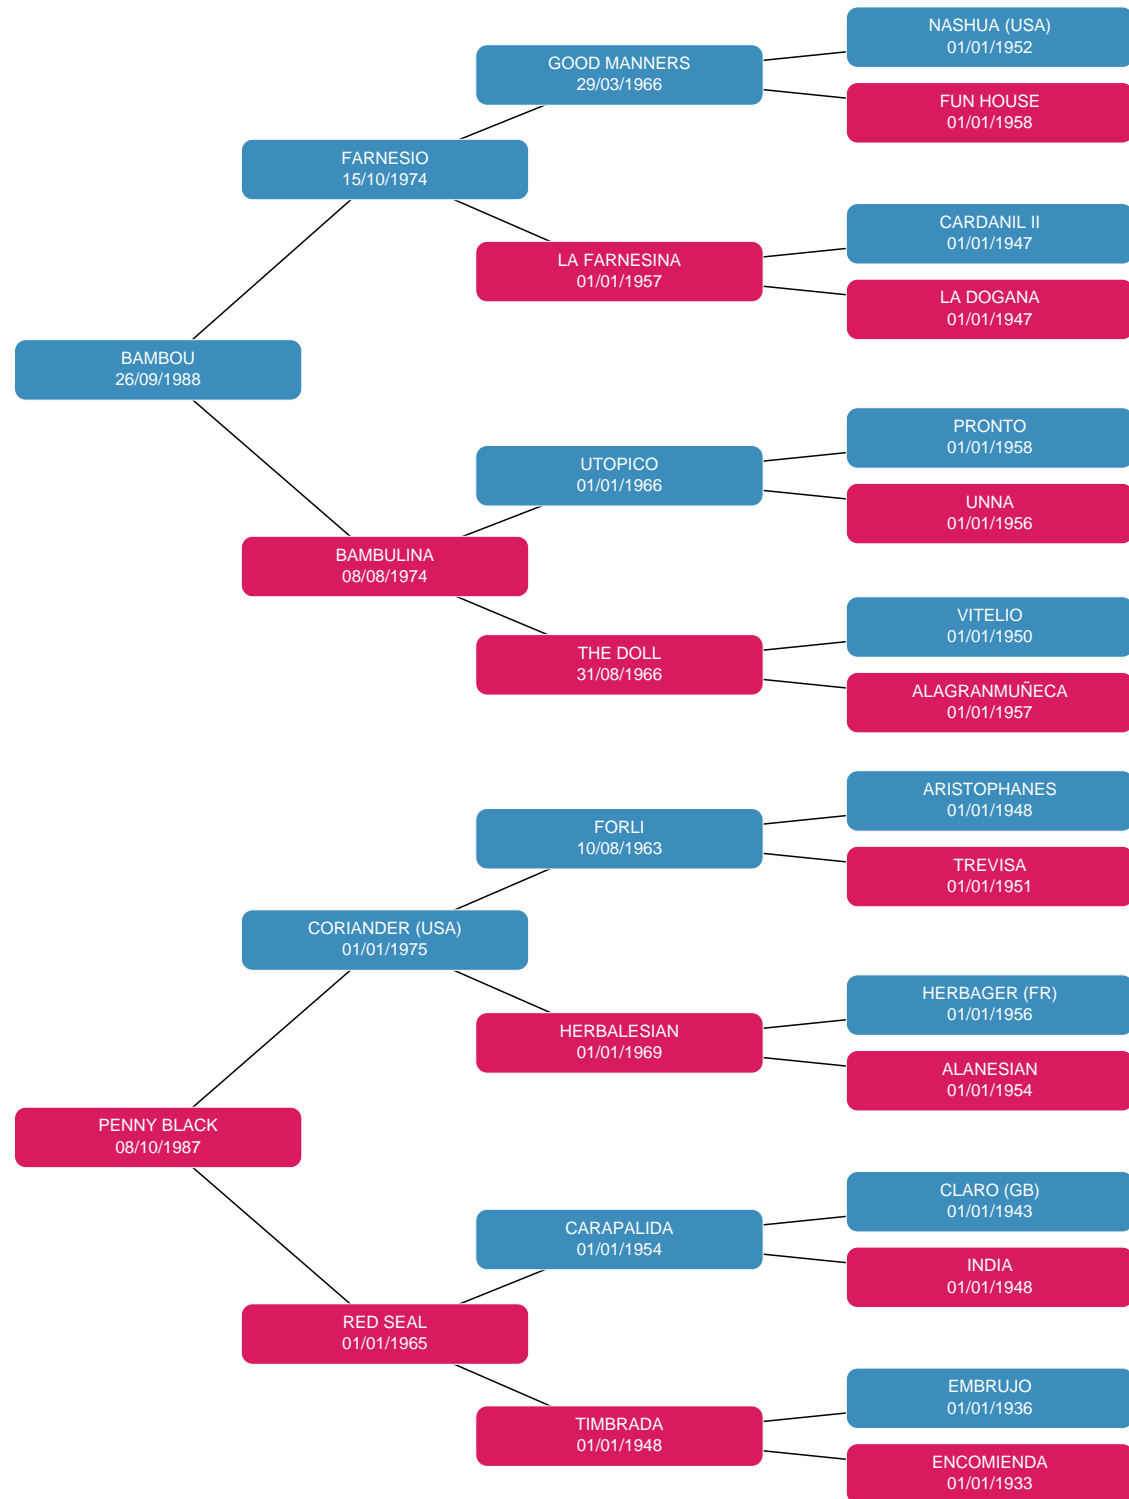 NASHUA (USA)
01/01/1952
GOOD MANNERS
29/03/1966
FUN HOUSE
01/01/1958
FARNESIO
15/10/1974
CARDANIL II
01/01/1947
LA FARNESINA
01/01/1957
LA DOGANA
01/01/1947
BAMBOU
26/09/1988
PRONTO
01/01/1958
UTOPICO
01/01/1966
UNNA
01/01/1956
BAMBULINA
08/08/1974
VITELIO
01/01/1950
THE DOLL
31/08/1966
ALAGRANMUÑECA
01/01/1957
ARISTOPHANES
01/01/1948
FORLI
10/08/1963
TREVISA
01/01/1951
CORIANDER (USA)
01/01/1975
HERBAGER (FR)
01/01/1956
HERBALESIAN
01/01/1969
ALANESIAN
01/01/1954
PENNY BLACK
08/10/1987
CLARO (GB)
01/01/1943
CARAPALIDA
01/01/1954
INDIA
01/01/1948
RED SEAL
01/01/1965
EMBRUJO
01/01/1936
TIMBRADA
01/01/1948
ENCOMIENDA
01/01/1933